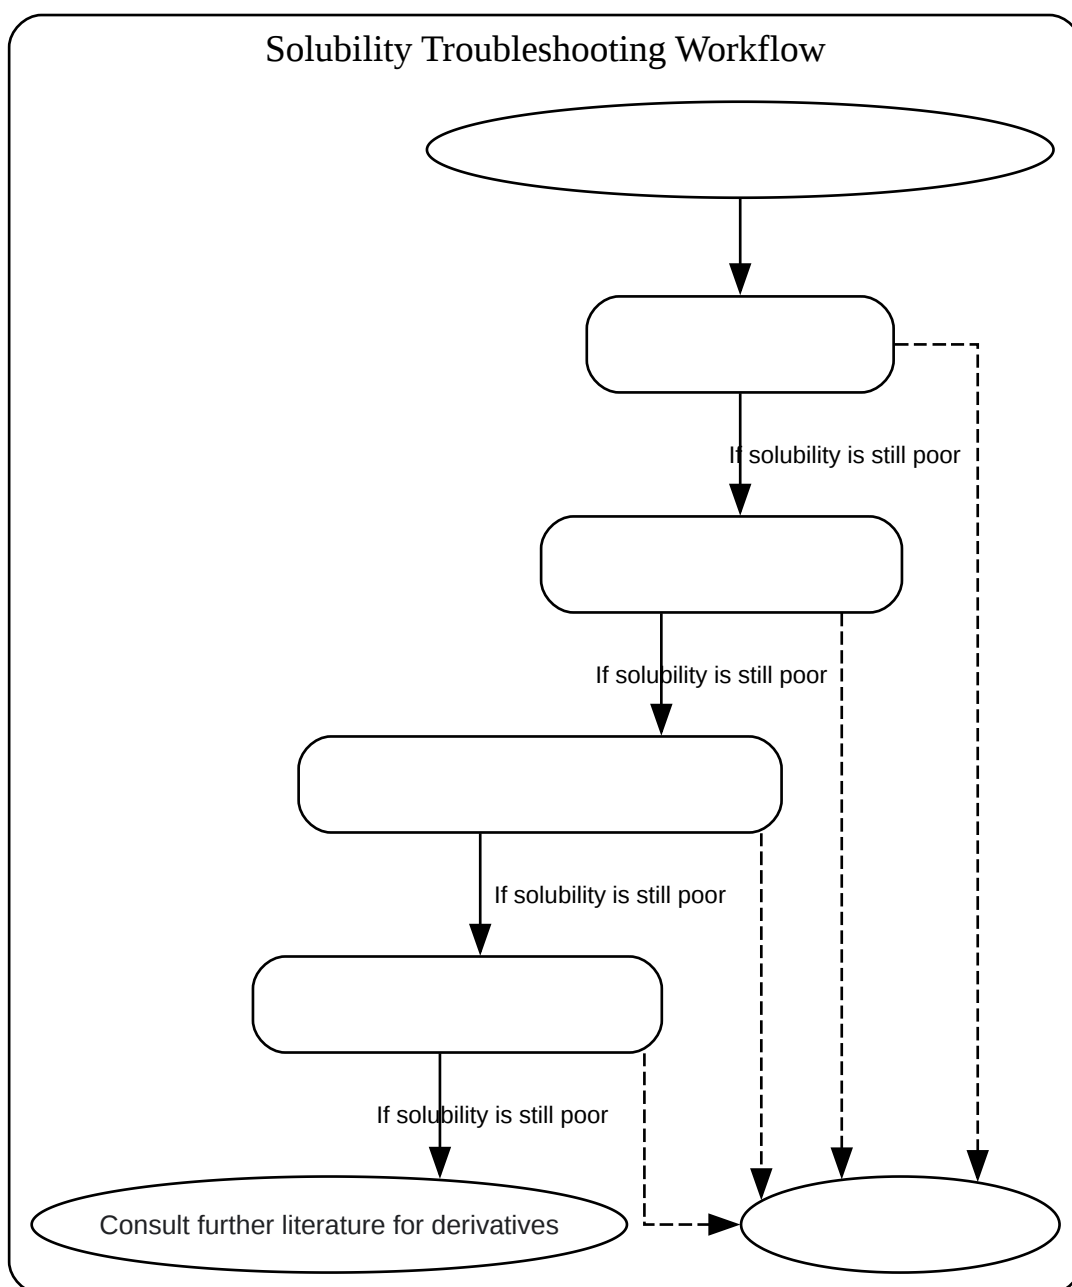 Solubility Troubleshooting Workflow
If solubility is still poor
If solubility is still poor
If solubility is still poor
If solubility is still poor
Consult further literature for derivatives